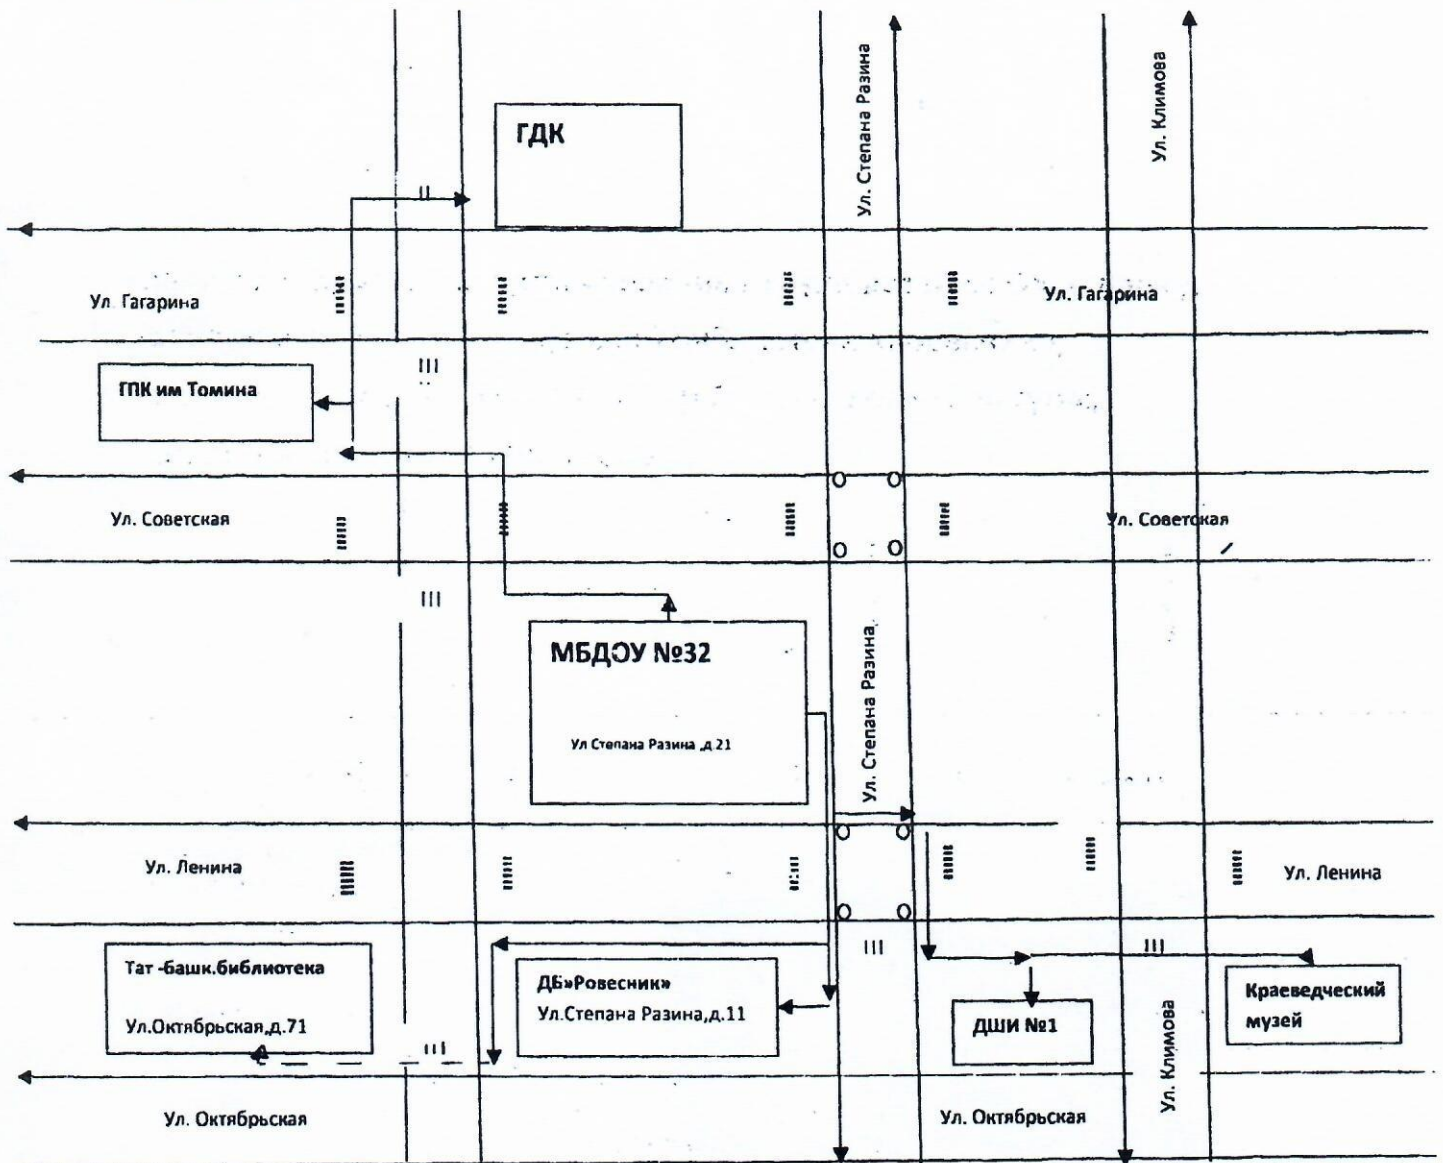 ГДК
Ул. Степана Разина
Ул. Климова
Ул. Гагарина
Ул. Гагарина
ГПК им Томина
Ул. Советская
Ул. Советская
МБДОУ №32
Ул Степана Разина ,д.21
Ул. Степана Разина
Ул. Ленина
Ул. Ленина
Тат -башк.библиотека
Ул.Октябрьская,д.71
ДБ»Ровесник»
Ул.Степана Разина,д.11
ДШИ №1
Краеведческий
музей
Ул. Климова
Ул. Октябрьская
Ул. Октябрьская